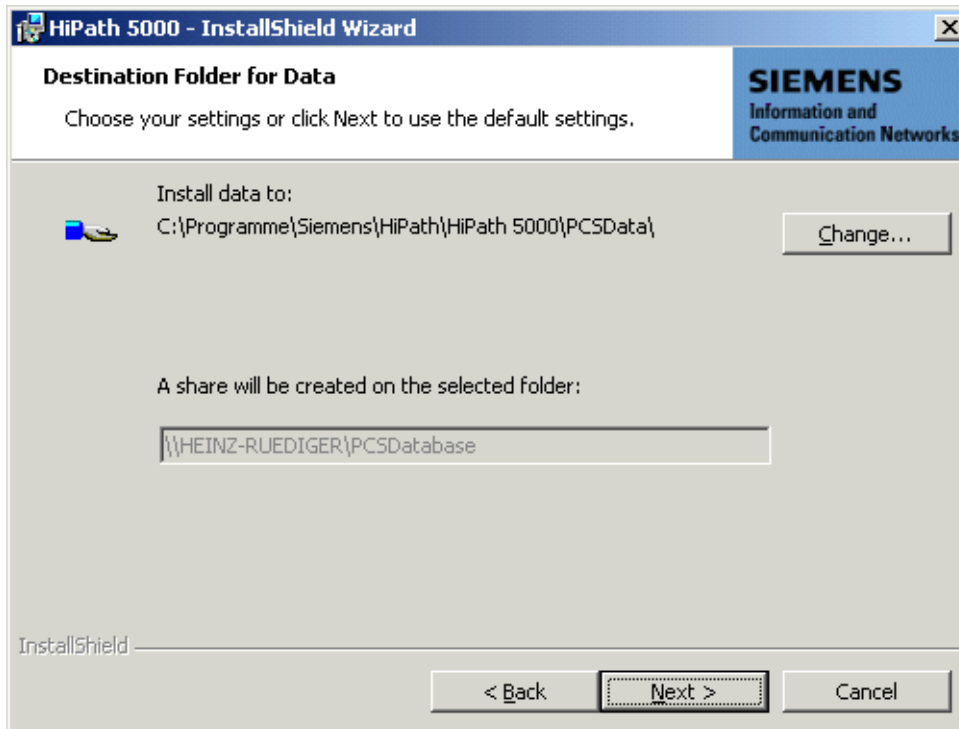 HiPath 5000 - InstallShield Wizard
Destination Folder for Data
Choose your settings or click Next to use the default settings.
SIEMENS
Information and
Communication Networks
Install data to:
C:\Programme\Siemens\HiPath\HiPath 5000\PCSData\
Change...
A share will be created on the selected folder:
\\HEINZ-RUEDIGER\PCSDatabase
InstallShield
< Back
Next >
Cancel